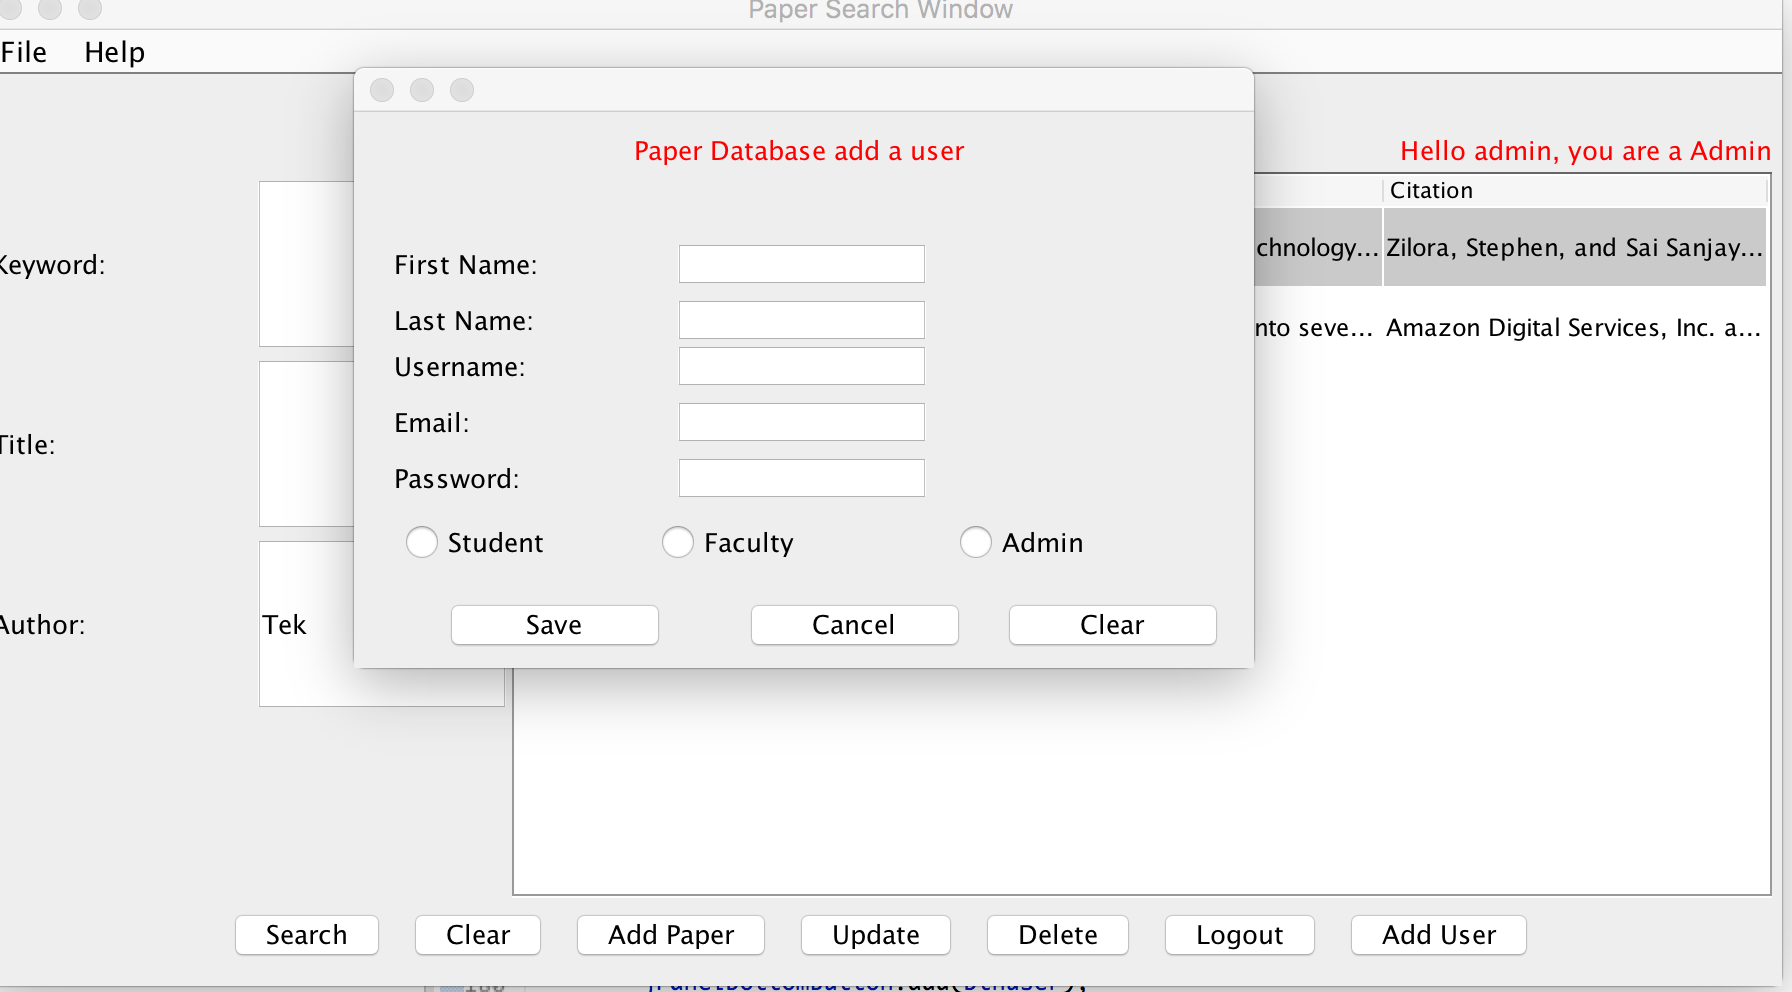 Paper Search Window
File Help
Paper Database add a user
Hello admin, you are a Admin
Citation
Keyword:
First Name:
chnology... Zilora, Stephen, and Sai Sanjay...
Last Name:
nto seve... Amazon Digital Services, Inc. a...
Username:
Email:
Title:
Password:
Student Faculty Admin
Author: Tek
Save Cancel Clear
Search Clear Add Paper Update Delete Logout Add User